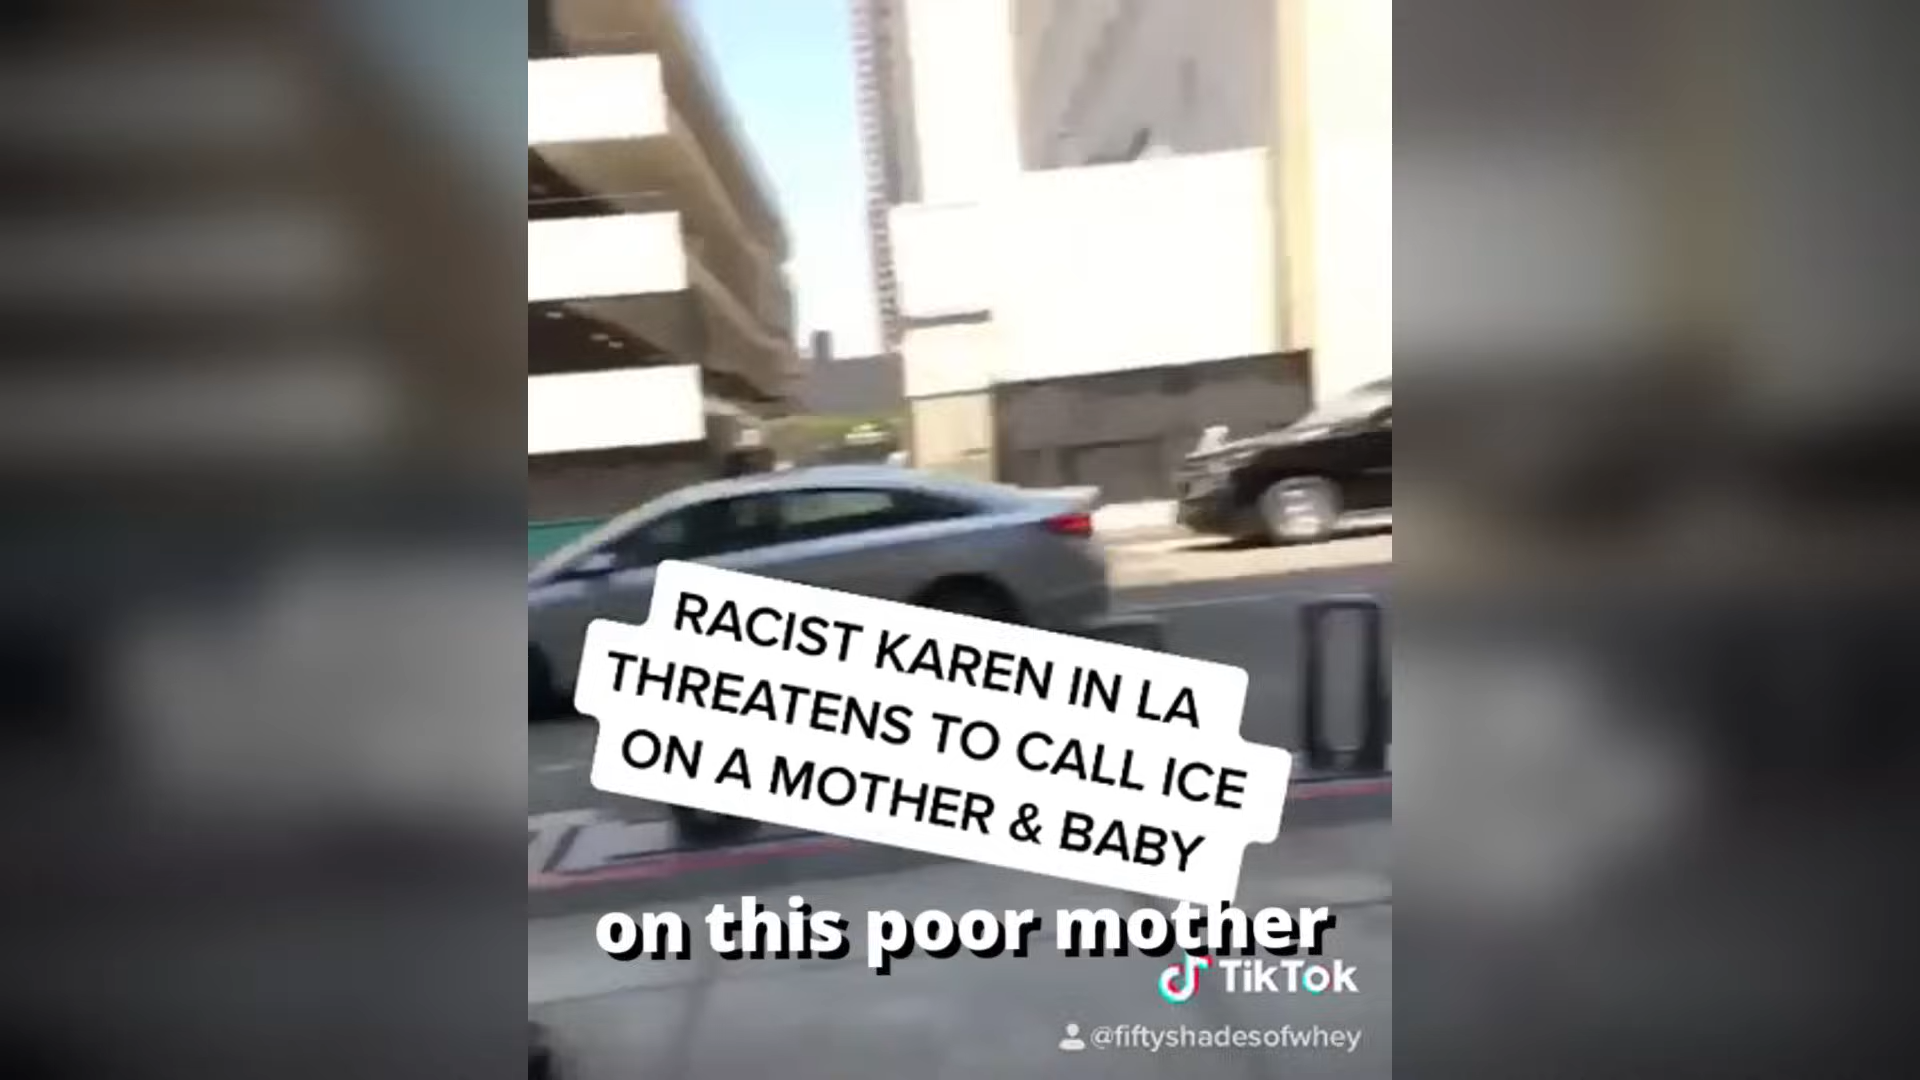 RACIST KAREN IN LA
THREATENS TO CALL ICE
ON A MOTHER & BABY
on this poor mother
TikTok
@fiftyshadesofwhey